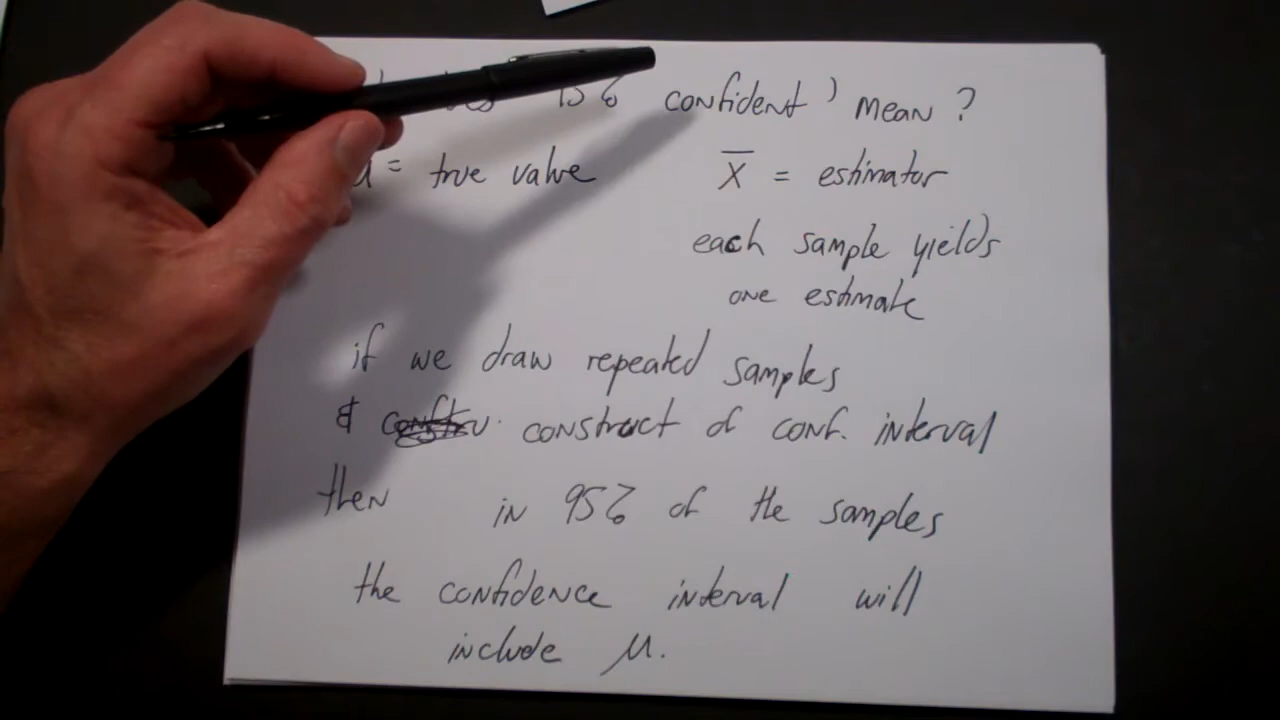 95% confident' mean?
μ = true value X̄ = estimator
each sample yields
one estimate
if we draw repeated samples
& construct of conf. interval
then in 95% of the samples
the confidence interval will
include μ.